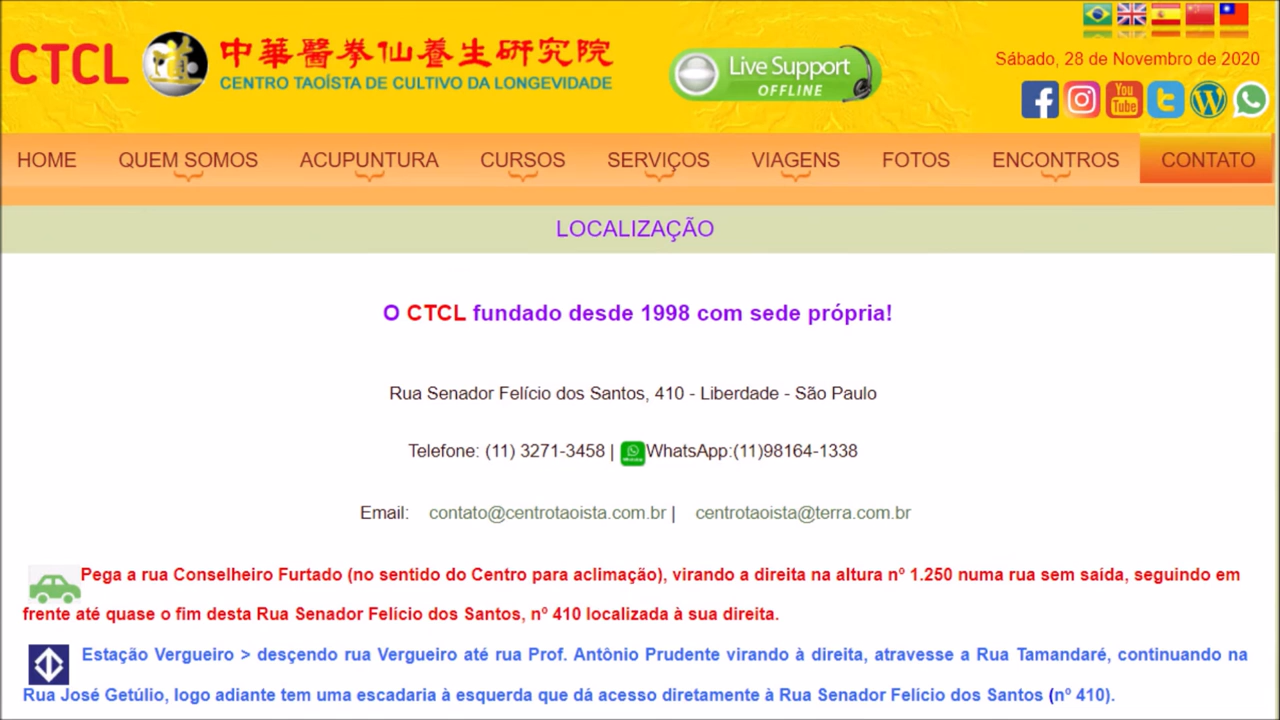 CTCL
中華醫拳仙養生研究院
CENTRO TAOÍSTA DE CULTIVO DA LONGEVIDADE
Live Support
OFFLINE
Sábado, 28 de Novembro de 2020
You Tube
HOME QUEM SOMOS ACUPUNTURA CURSOS SERVIÇOS VIAGENS FOTOS ENCONTROS CONTATO
LOCALIZAÇÃO
O CTCL fundado desde 1998 com sede própria!
Rua Senador Felício dos Santos, 410 - Liberdade - São Paulo
Telefone: (11) 3271-3458 | WhatsApp:(11)98164-1338
Email: contato@centrotaoista.com.br | centrotaoista@terra.com.br
Pega a rua Conselheiro Furtado (no sentido do Centro para aclimação), virando a direita na altura nº 1.250 numa rua sem saída, seguindo em
frente até quase o fim desta Rua Senador Felício dos Santos, nº 410 localizada à sua direita.
Estação Vergueiro > desçendo rua Vergueiro até rua Prof. Antônio Prudente virando à direita, atravesse a Rua Tamandaré, continuando na
Rua José Getúlio, logo adiante tem uma escadaria à esquerda que dá acesso diretamente à Rua Senador Felício dos Santos (nº 410).